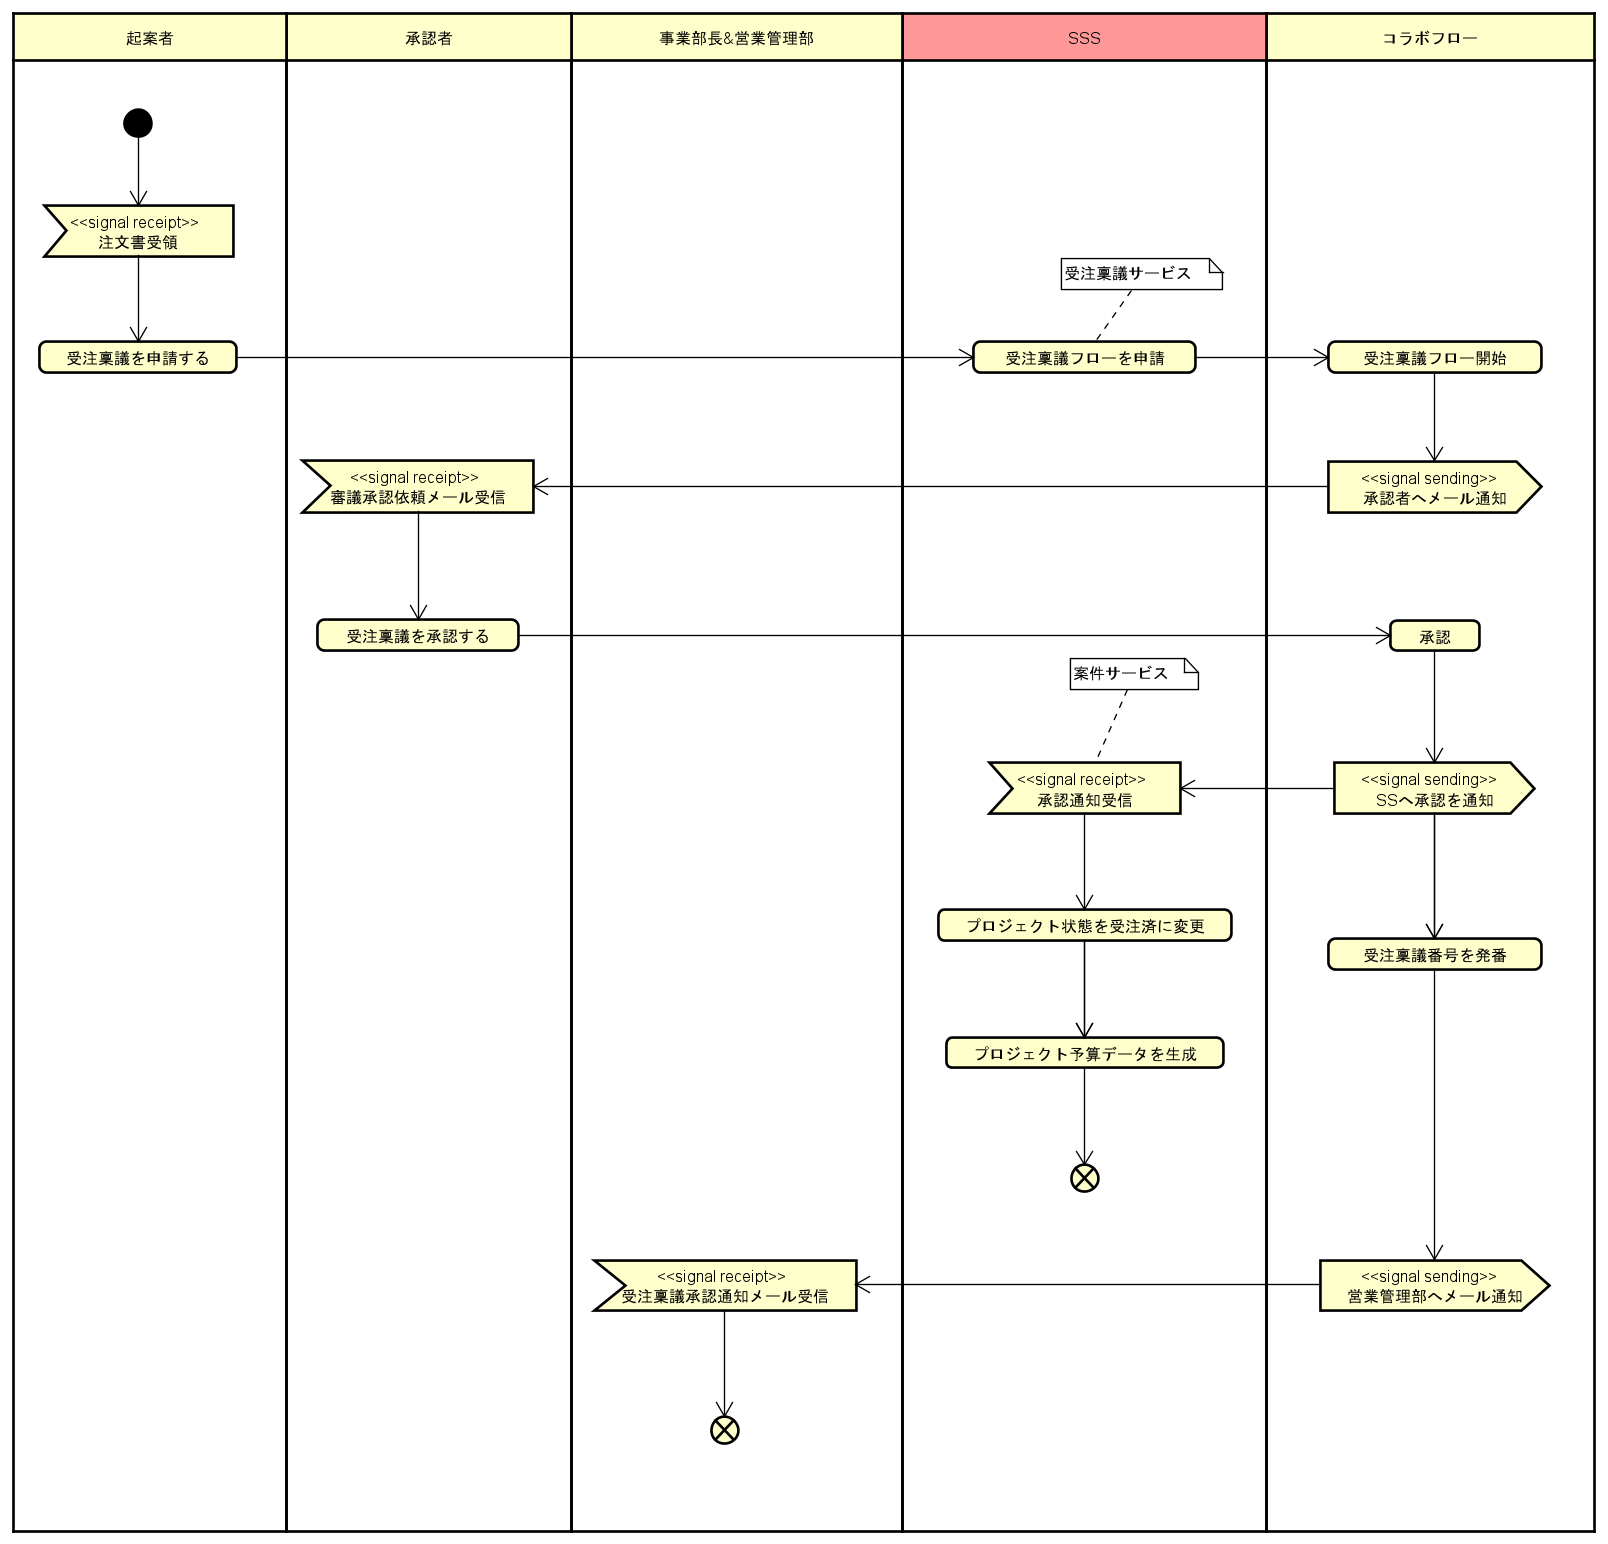 起案者
承認者
事業部長&営業管理部
SSS
コラボフロー
<<signal receipt>>
注文書受領
受注稟議サービス
受注稟議を申請する
受注稟議フローを申請
受注稟議フロー開始
<<signal receipt>>
審議承認依頼メール受信
<<signal sending>>
承認者へメール通知
受注稟議を承認する
承認
案件サービス
<<signal receipt>>
承認通知受信
<<signal sending>>
SSへ承認を通知
プロジェクト状態を受注済に変更
受注稟議番号を発番
プロジェクト予算データを生成
<<signal receipt>>
受注稟議承認通知メール受信
<<signal sending>>
営業管理部へメール通知